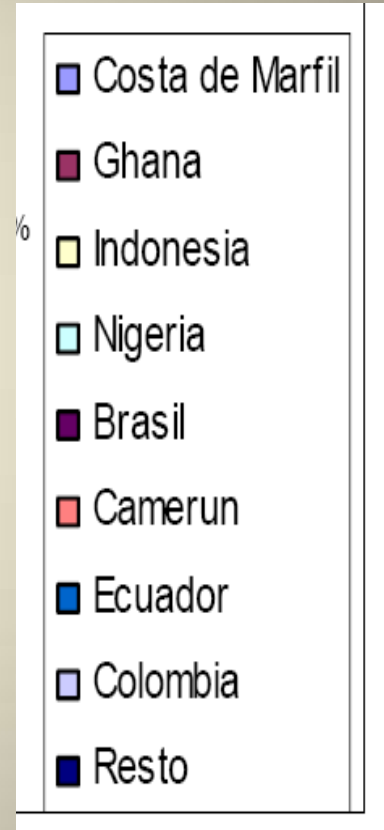 Costa de Marfil
Ghana
%
Indonesia
Nigeria
Brasil
Camerun
Ecuador
Colombia
Resto